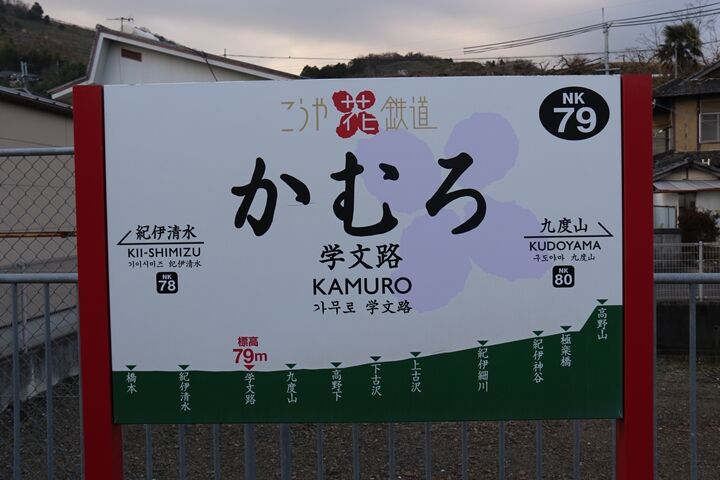 こうや花鉄道
NK
79
かむろ
学文路
KAMURO
가무로 学文路
紀伊清水
KII-SHIMIZU
기이시미즈 紀伊清水
NK
78
九度山
KUDOYAMA
구도야마 九度山
NK
80
標高
79m
橋本
紀伊清水
学文路
九度山
高野下
下古沢
上古沢
紀伊細川
紀伊神谷
極楽橋
高野山